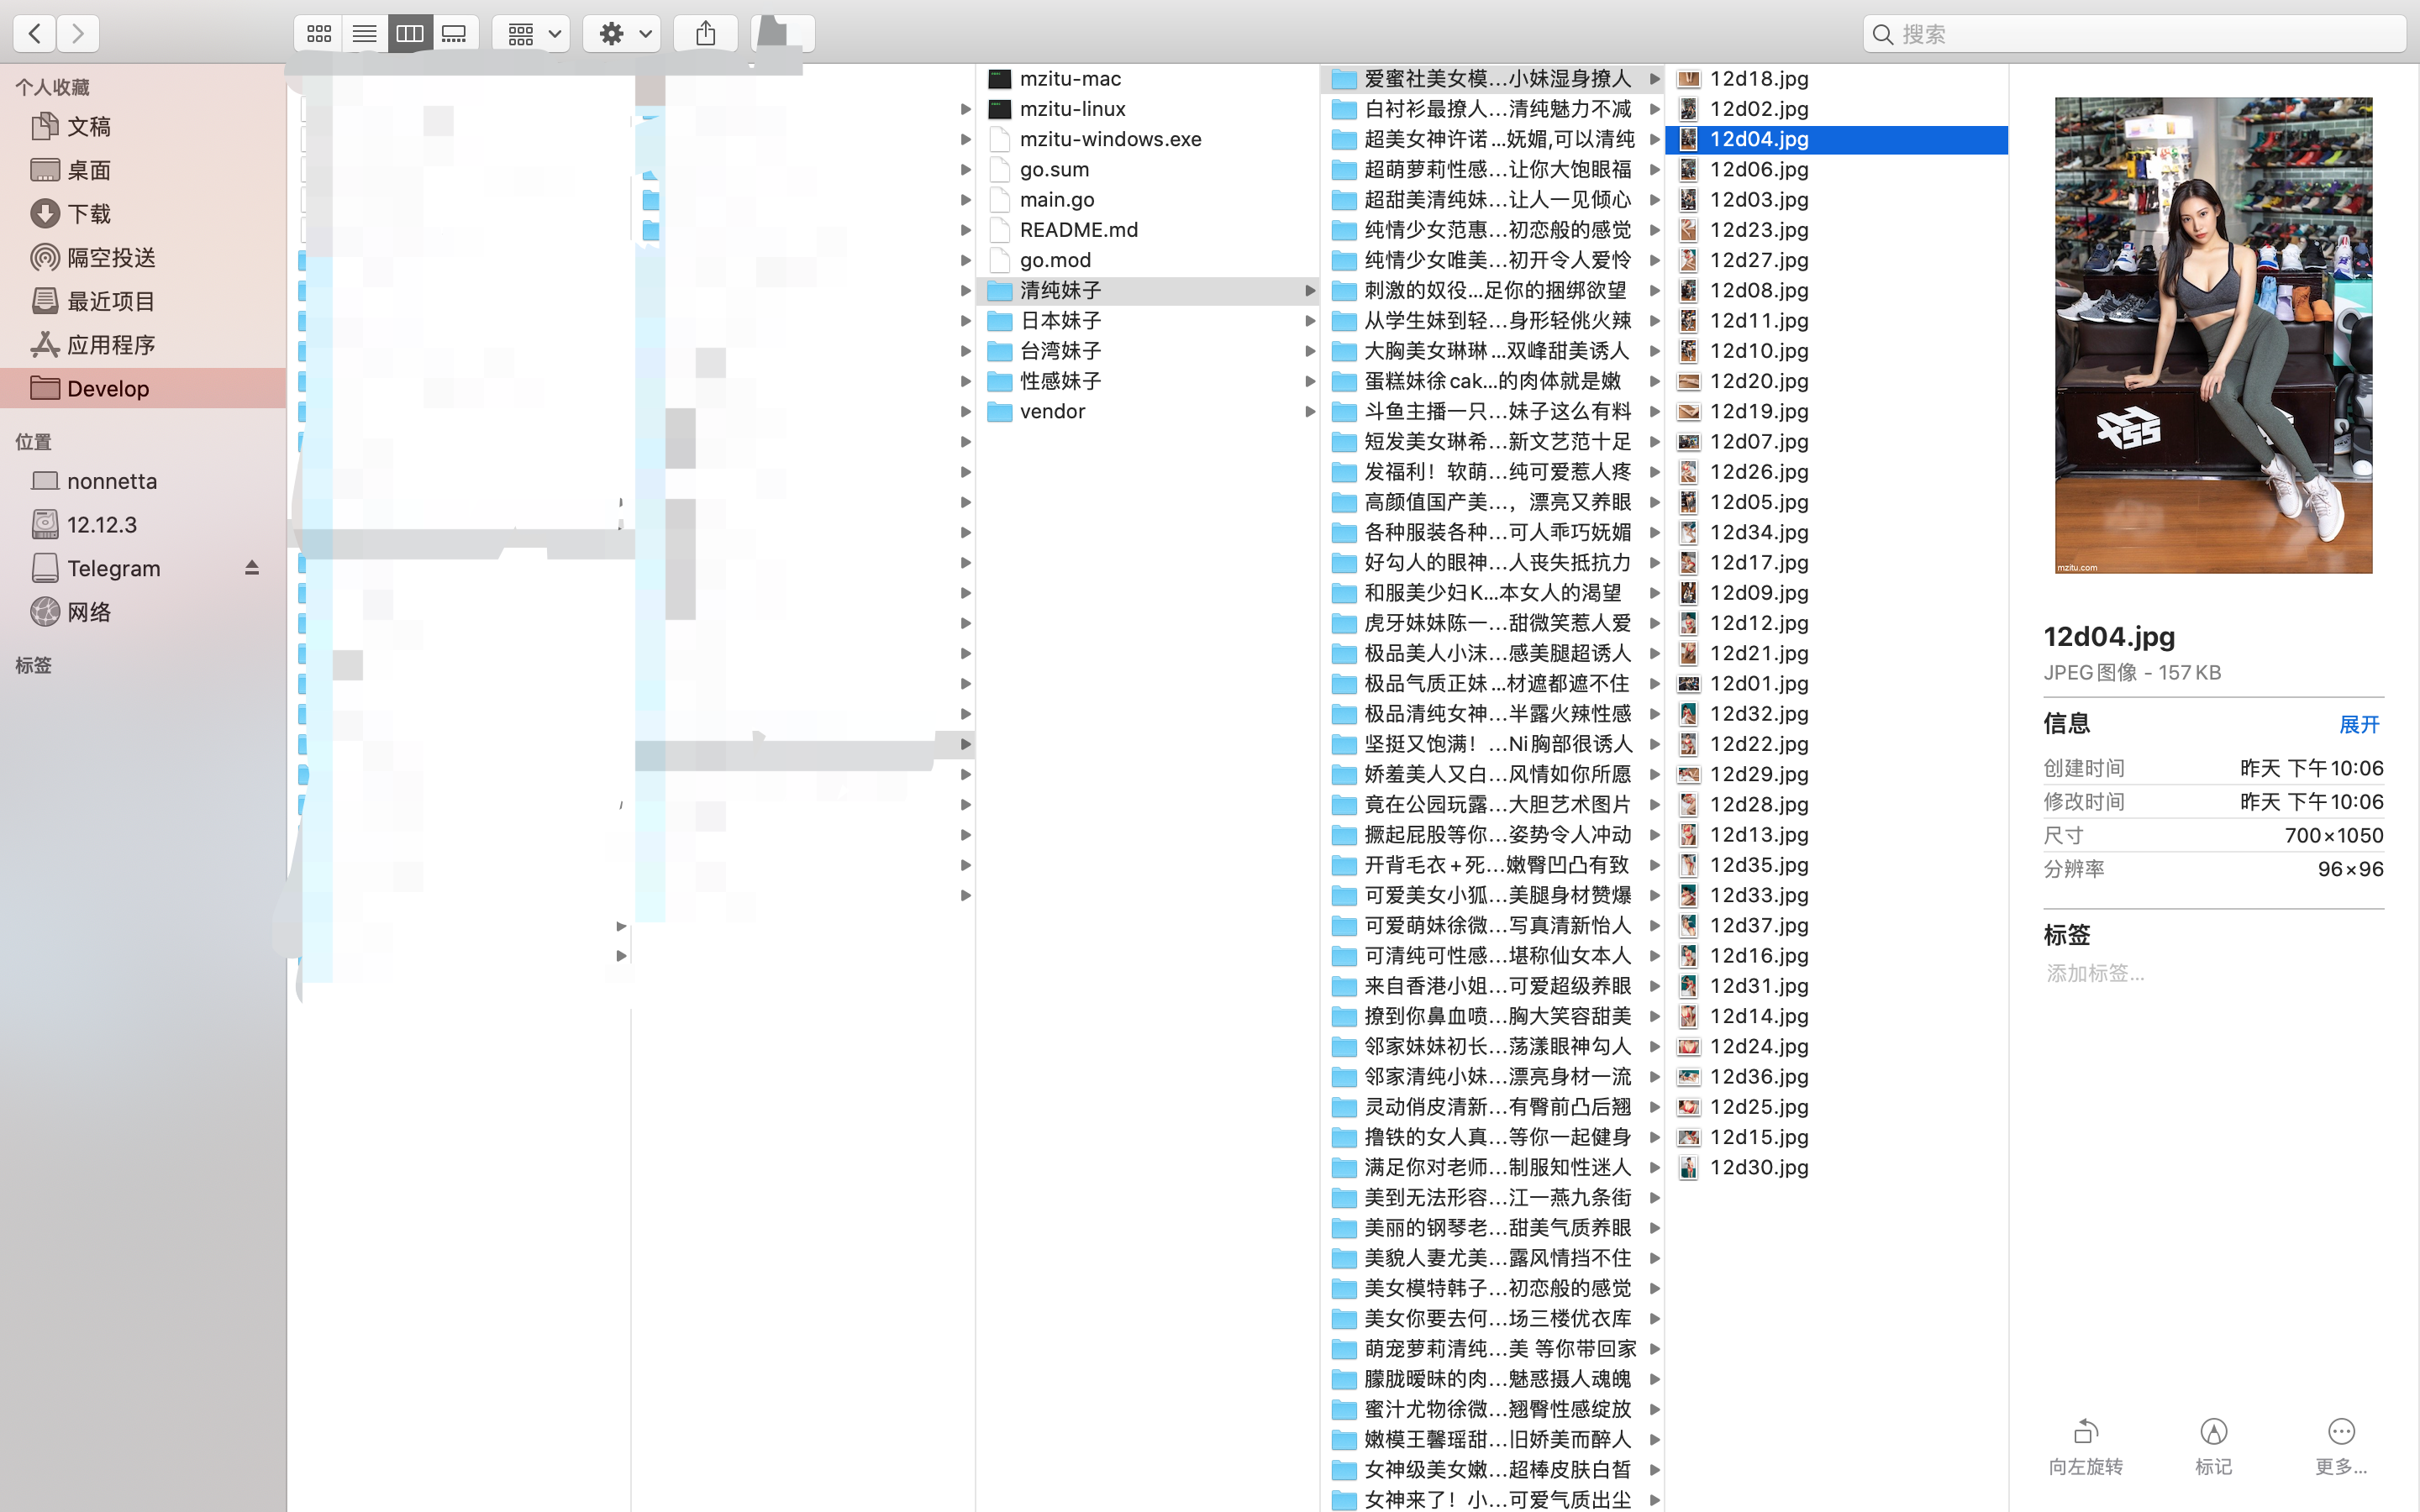 搜索
个人收藏
文稿
桌面
下载
隔空投送
最近项目
应用程序
Develop
位置
nonnetta
12.12.3
Telegram
网络
标签
mzitu-mac
mzitu-linux
mzitu-windows.exe
go.sum
main.go
README.md
go.mod
清纯妹子
日本妹子
台湾妹子
性感妹子
vendor
爱蜜社美女模...小妹湿身撩人
白衬衫最撩人...清纯魅力不减
超美女神许诺...妩媚,可以清纯
超萌萝莉性感...让你大饱眼福
超甜美清纯妹...让人一见倾心
纯情少女范惠...初恋般的感觉
纯情少女唯美...初开令人爱怜
刺激的奴役...足你的捆绑欲望
从学生妹到轻...身形轻佻火辣
大胸美女琳琳...双峰甜美诱人
蛋糕妹徐cak...的肉体就是嫩
斗鱼主播一只...妹子这么有料
短发美女琳希...新文艺范十足
发福利！软萌...纯可爱惹人疼
高颜值国产美...，漂亮又养眼
各种服装各种...可人乖巧妩媚
好勾人的眼神...人丧失抵抗力
和服美少妇K...本女人的渴望
虎牙妹妹陈一...甜微笑惹人爱
极品美人小沫...感美腿超诱人
极品气质正妹...材遮都遮不住
极品清纯女神...半露火辣性感
坚挺又饱满！...Ni胸部很诱人
娇羞美人又白...风情如你所愿
竟在公园玩露...大胆艺术图片
撅起屁股等你...姿势令人冲动
开背毛衣+死...嫩臀凹凸有致
可爱美女小狐...美腿身材赞爆
可爱萌妹徐微...写真清新怡人
可清纯可性感...堪称仙女本人
来自香港小姐...可爱超级养眼
撩到你鼻血喷...胸大笑容甜美
邻家妹妹初长...荡漾眼神勾人
邻家清纯小妹...漂亮身材一流
灵动俏皮清新...有臀前凸后翘
撸铁的女人真...等你一起健身
满足你对老师...制服知性迷人
美到无法形容...江一燕九条街
美丽的钢琴老...甜美气质养眼
美貌人妻尤美...露风情挡不住
美女模特韩子...初恋般的感觉
美女你要去何...场三楼优衣库
萌宠萝莉清纯...美 等你带回家
朦胧暧昧的肉...魅惑摄人魂魄
蜜汁尤物徐微...翘臀性感绽放
嫩模王馨瑶甜...旧娇美而醉人
女神级美女嫩...超棒皮肤白皙
女神来了！小...可爱气质出尘
12d18.jpg
12d02.jpg
12d04.jpg
12d06.jpg
12d03.jpg
12d23.jpg
12d27.jpg
12d08.jpg
12d11.jpg
12d10.jpg
12d20.jpg
12d19.jpg
12d07.jpg
12d26.jpg
12d05.jpg
12d34.jpg
12d17.jpg
12d09.jpg
12d12.jpg
12d21.jpg
12d01.jpg
12d32.jpg
12d22.jpg
12d29.jpg
12d28.jpg
12d13.jpg
12d35.jpg
12d33.jpg
12d37.jpg
12d16.jpg
12d31.jpg
12d14.jpg
12d24.jpg
12d36.jpg
12d25.jpg
12d15.jpg
12d30.jpg
mzitu.com
12d04.jpg
JPEG图像 - 157 KB
信息 展开
创建时间 昨天 下午10:06
修改时间 昨天 下午10:06
尺寸 700×1050
分辨率 96×96
标签
添加标签...
向左旋转 标记 更多...